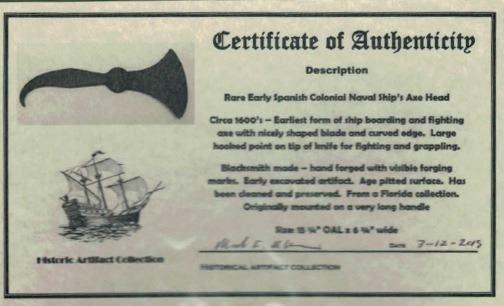 Certificate of Authenticity
Description
Rare Early Spanish Colonial Naval Ship's Axe Head
Circa 1600's – Earliest form of ship boarding and fighting
axe with nicely shaped blade and curved edge. Large
hooked point on tip of knife for fighting and grappling.
Blacksmith made – hand forged with visible forging
marks. Early excavated artifact. Age pitted surface. Has
been cleaned and preserved. From a Florida collection.
Originally mounted on a very long handle
Size: 15 ¾" OAL x 6 ¾" wide
DATE 7-12-2015
Historic Artifact Collection
HISTORICAL ARTIFACT COLLECTION